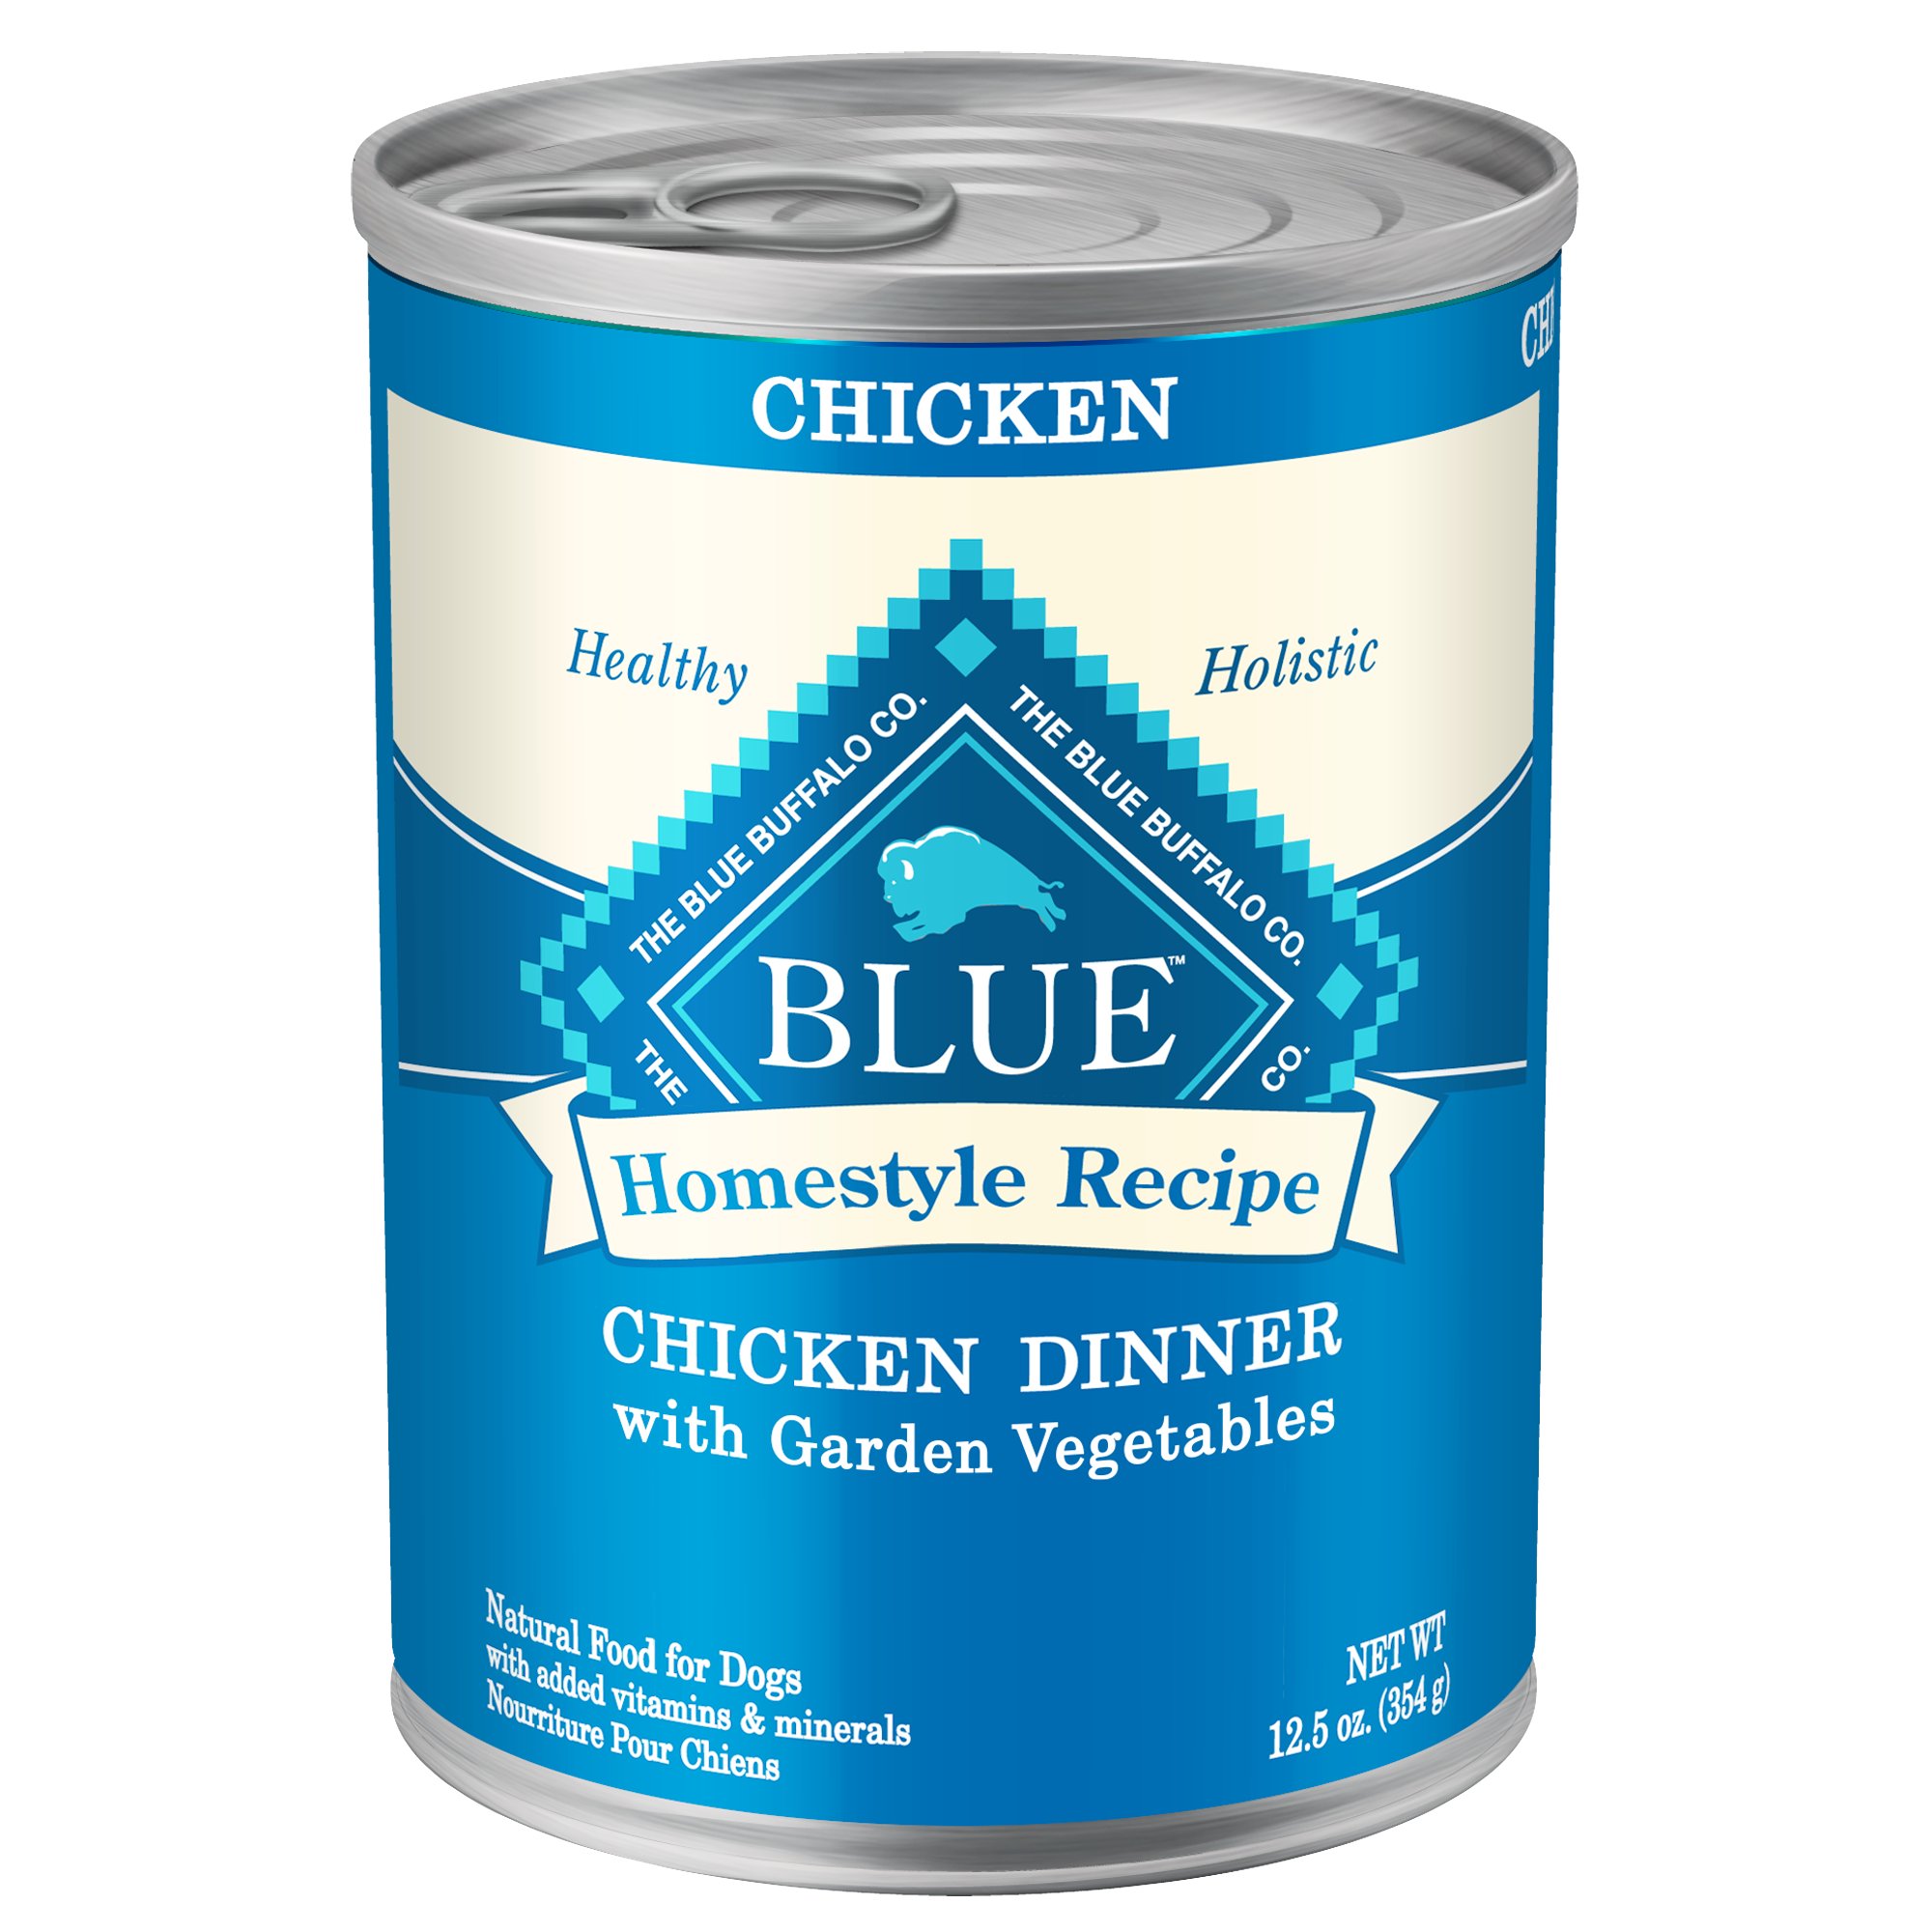 CHICKEN
Healthy
Holistic
THE BLUE BUFFALO CO.
THE BLUE BUFFALO CO.
BLUE™
THE
CO.
Homestyle Recipe
CHICKEN DINNER
with Garden Vegetables
Natural Food for Dogs
with added vitamins & minerals
Nourriture Pour Chiens
NET WT
12.5 oz. (354 g)